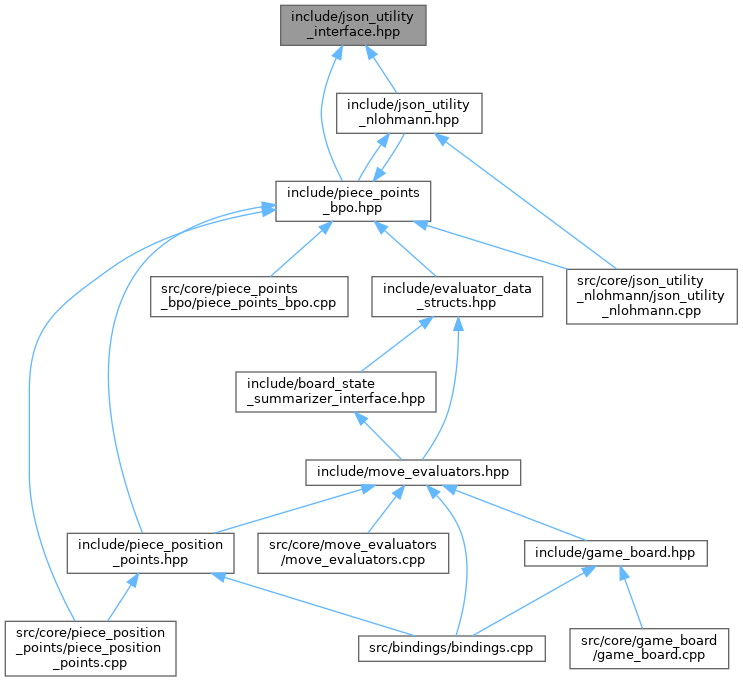 include/json_utility
_interface.hpp
include/json_utility
_nlohmann.hpp
include/piece_points
_bpo.hpp
src/core/piece_points
_bpo/piece_points_bpo.cpp
include/evaluator_data
_structs.hpp
src/core/json_utility
_nlohmann/json_utility
_nlohmann.cpp
include/board_state
_summarizer_interface.hpp
include/move_evaluators.hpp
include/piece_position
_points.hpp
src/core/move_evaluators
/move_evaluators.cpp
include/game_board.hpp
src/core/piece_position
_points/piece_position
_points.cpp
src/bindings/bindings.cpp
src/core/game_board
/game_board.cpp